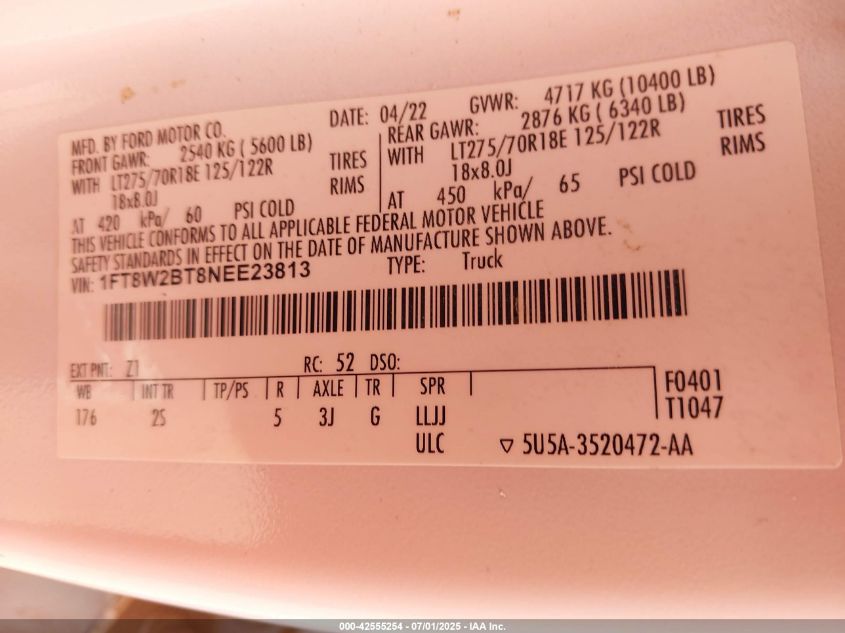 MFD. BY FORD MOTOR CO.
DATE: 04/22
GVWR: 4717 KG (10400 LB)
FRONT GAWR: 2540 KG ( 5600 LB)
WITH LT275/70R18E 125/122R TIRES
18x8.0J RIMS
AT 420 kPa/ 60 PSI COLD
REAR GAWR: 2876 KG ( 6340 LB)
WITH LT275/70R18E 125/122R TIRES
18x8.0J RIMS
AT 450 kPa/ 65 PSI COLD
THIS VEHICLE CONFORMS TO ALL APPLICABLE FEDERAL MOTOR VEHICLE
SAFETY STANDARDS IN EFFECT ON THE DATE OF MANUFACTURE SHOWN ABOVE.
VIN: 1FT8W2BT8NEE23813 TYPE: Truck
EXT PNT: Z1 RC: 52 DSO:
WB INT TR TP/PS R AXLE TR SPR F0401
176 2S 5 3J G LLJJ T1047
ULC ▽ 5U5A-3520472-AA
000-42555254 - 07/01/2025 - IAA Inc.